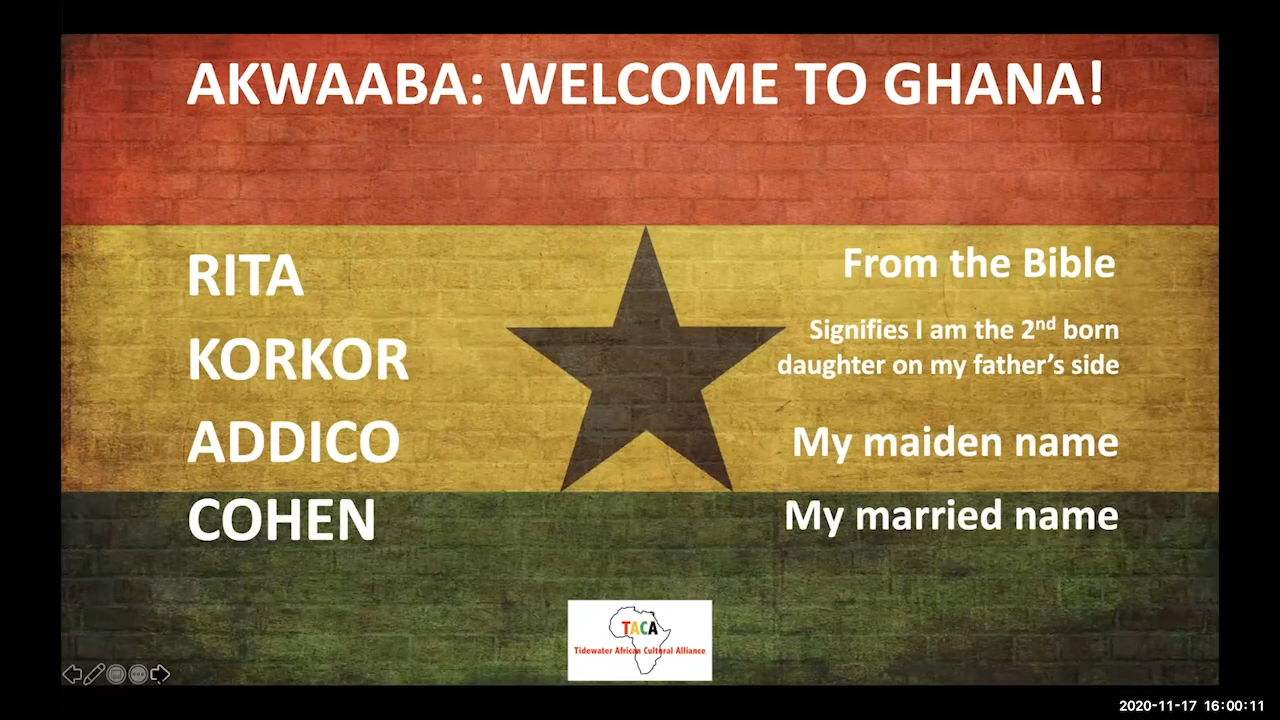 AKWAABA: WELCOME TO GHANA!
RITA
From the Bible
KORKOR
Signifies I am the 2nd born
daughter on my father's side
ADDICO
My maiden name
COHEN
My married name
TACA
Tidewater African Cultural Alliance
2020-11-17 16:00:11